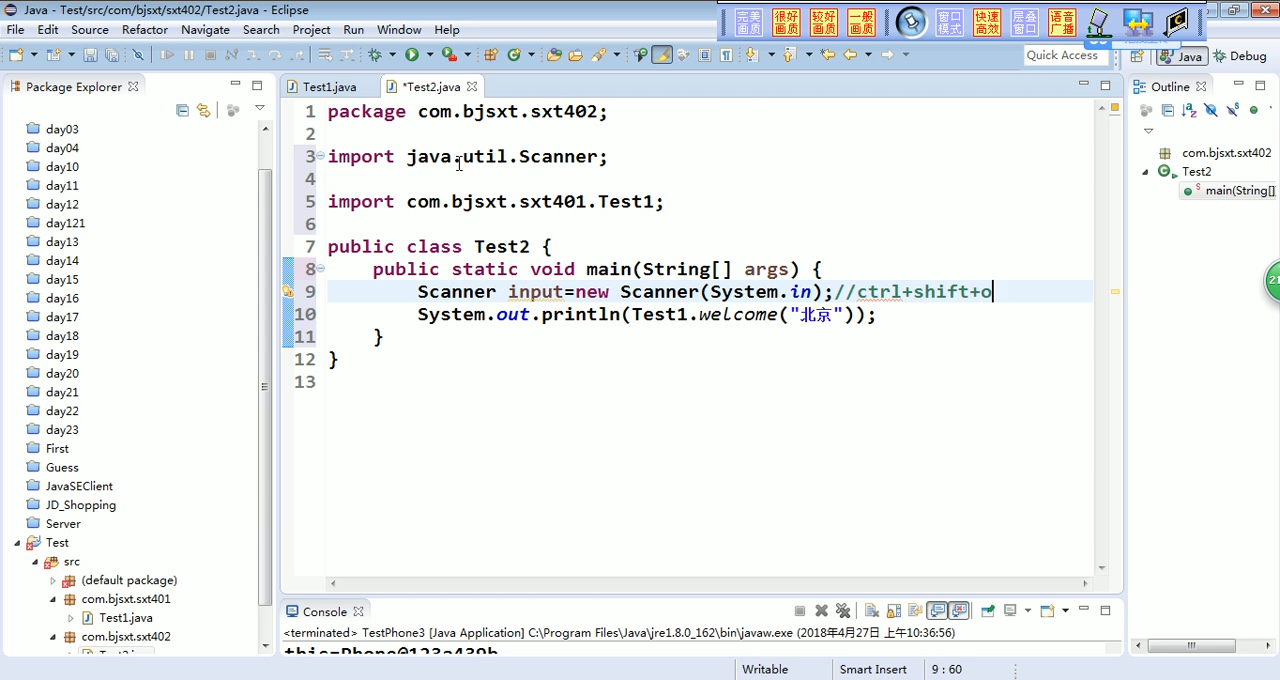 Java - Test/src/com/bjsxt/sxt402/Test2.java - Eclipse
完美画质 很好画质 较好画质 一般画质 窗口模式 快速高效 层叠窗口 语音广播
File Edit Source Refactor Navigate Search Project Run Window Help
Quick Access Java Debug
Package Explorer
Test1.java *Test2.java
Outline
day03
day04
day10
day11
day12
day121
day13
day14
day15
day16
day17
day18
day19
day20
day21
day22
day23
First
Guess
JavaSEClient
JD_Shopping
Server
Test
src
(default package)
com.bjsxt.sxt401
Test1.java
com.bjsxt.sxt402
1 package com.bjsxt.sxt402;
2
3 import java.util.Scanner;
4
5 import com.bjsxt.sxt401.Test1;
6
7 public class Test2 {
8 public static void main(String[] args) {
9 Scanner input=new Scanner(System.in);//ctrl+shift+o
10 System.out.println(Test1.welcome("北京"));
11 }
12 }
13
com.bjsxt.sxt402
Test2
main(String[]
21
Console
<terminated> TestPhone3 [Java Application] C:\Program Files\Java\jre1.8.0_162\bin\javaw.exe (2018年4月27日 上午10:36:56)
this=Phone@123a439b
Writable Smart Insert 9 : 60